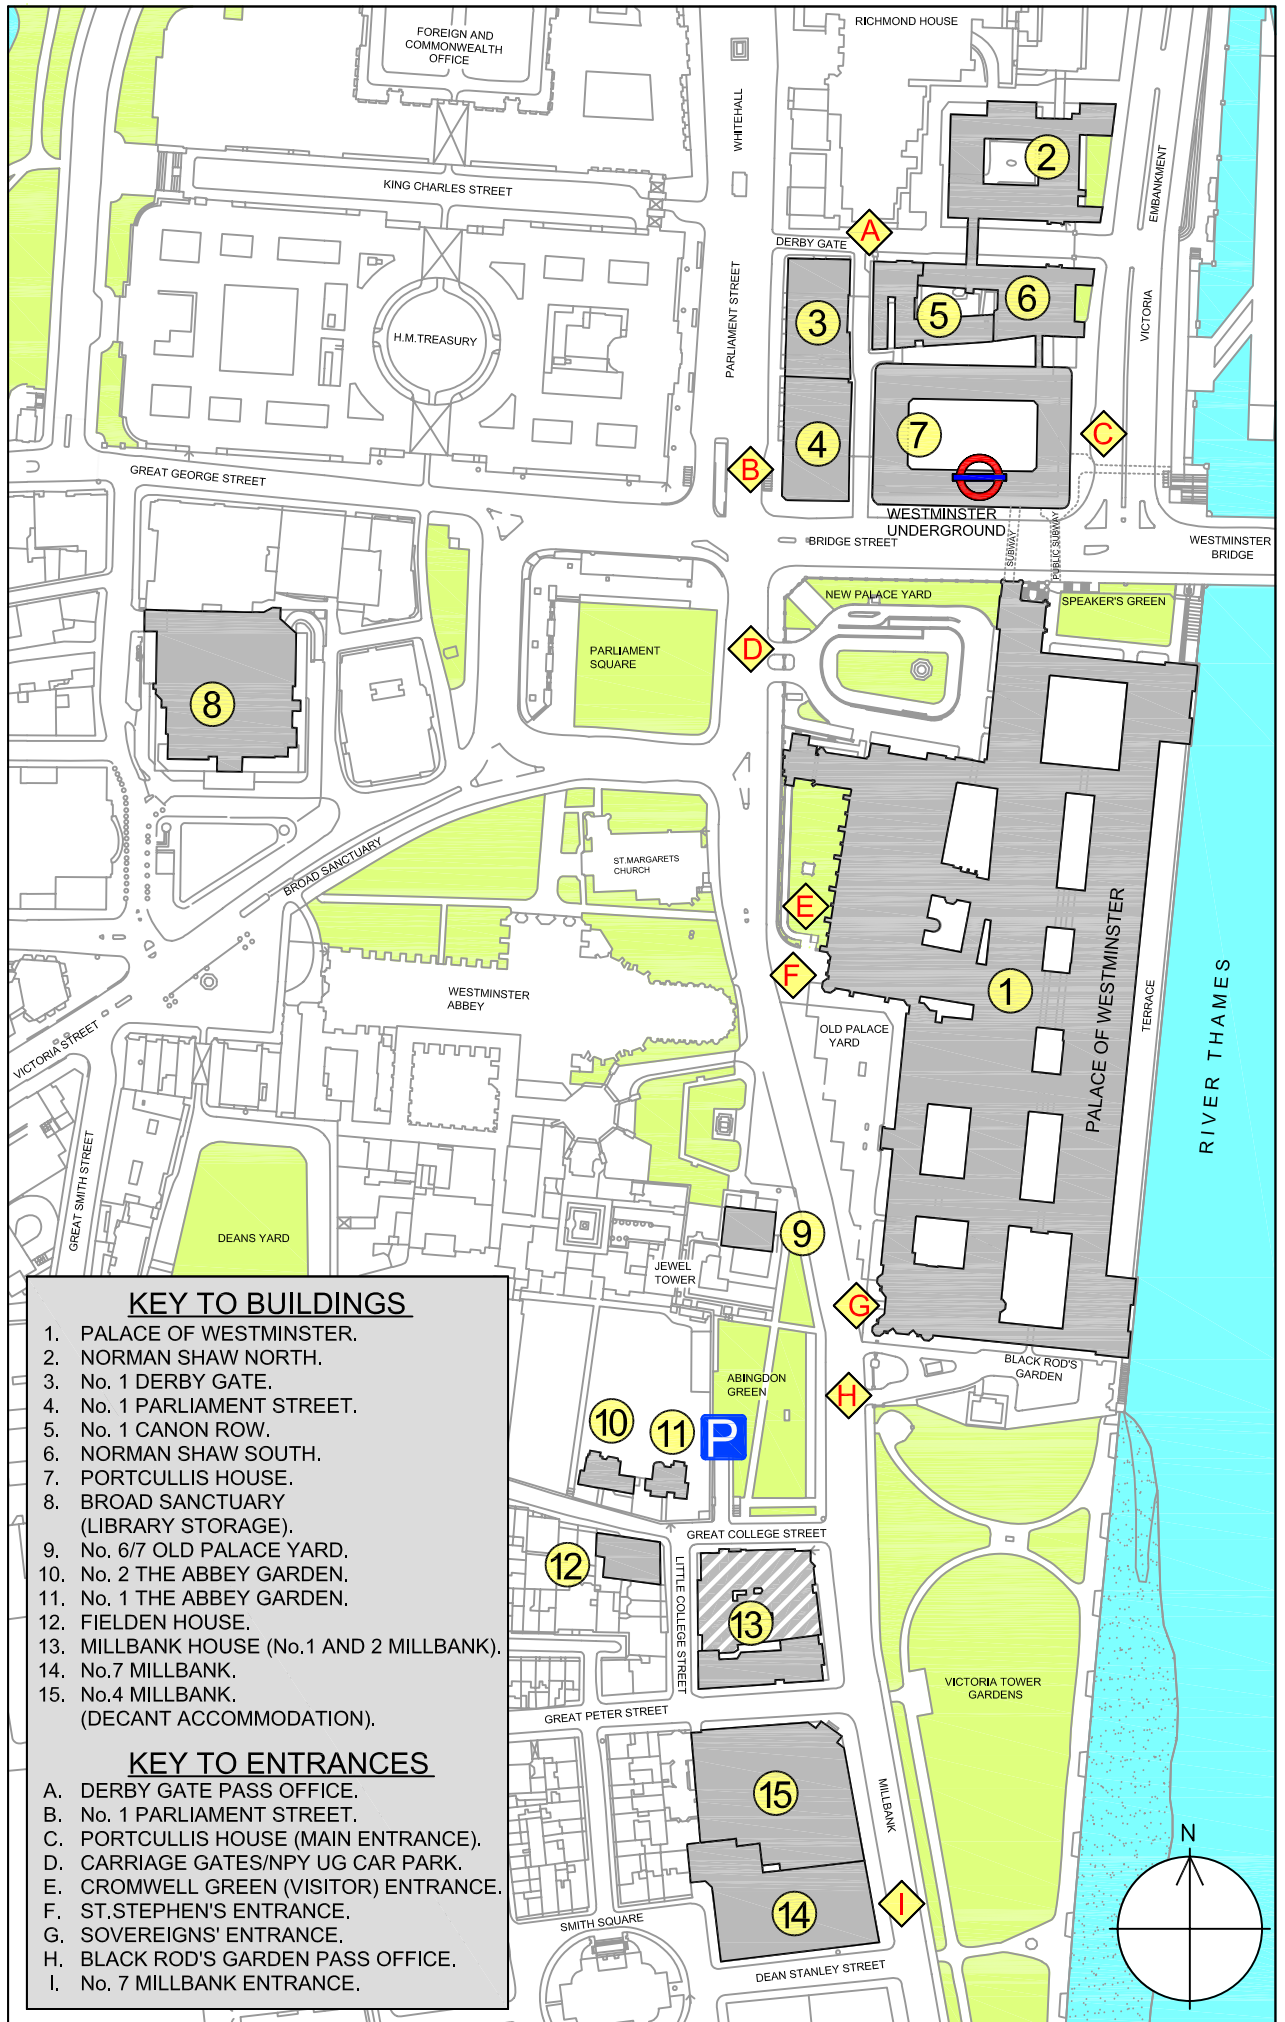 FOREIGN AND
COMMONWEALTH
OFFICE
RICHMOND HOUSE
WHITEHALL
2
EMBANKMENT
KING CHARLES STREET
A
DERBY GATE
PARLIAMENT STREET
H.M.TREASURY
3
5
6
VICTORIA
4
7
C
B
GREAT GEORGE STREET
WESTMINSTER
UNDERGROUND
BRIDGE STREET
SUBWAY
PUBLIC SUBWAY
WESTMINSTER
BRIDGE
NEW PALACE YARD
SPEAKER'S GREEN
PARLIAMENT
SQUARE
D
8
BROAD SANCTUARY
ST.MARGARETS
CHURCH
E
F
1
PALACE OF WESTMINSTER
TERRACE
RIVER THAMES
WESTMINSTER
ABBEY
OLD PALACE
YARD
VICTORIA STREET
GREAT SMITH STREET
DEANS YARD
9
JEWEL
TOWER
G
BLACK ROD'S
GARDEN
ABINGDON
GREEN
H
10
11
P
GREAT COLLEGE STREET
12
LITTLE COLLEGE STREET
13
VICTORIA TOWER
GARDENS
GREAT PETER STREET
15
MILLBANK
14
I
SMITH SQUARE
DEAN STANLEY STREET
N
KEY TO BUILDINGS
1. PALACE OF WESTMINSTER.
2. NORMAN SHAW NORTH.
3. No. 1 DERBY GATE.
4. No. 1 PARLIAMENT STREET.
5. No. 1 CANON ROW.
6. NORMAN SHAW SOUTH.
7. PORTCULLIS HOUSE.
8. BROAD SANCTUARY
(LIBRARY STORAGE).
9. No. 6/7 OLD PALACE YARD.
10. No. 2 THE ABBEY GARDEN.
11. No. 1 THE ABBEY GARDEN.
12. FIELDEN HOUSE.
13. MILLBANK HOUSE (No.1 AND 2 MILLBANK).
14. No.7 MILLBANK.
15. No.4 MILLBANK.
(DECANT ACCOMMODATION).
KEY TO ENTRANCES
A. DERBY GATE PASS OFFICE.
B. No. 1 PARLIAMENT STREET.
C. PORTCULLIS HOUSE (MAIN ENTRANCE).
D. CARRIAGE GATES/NPY UG CAR PARK.
E. CROMWELL GREEN (VISITOR) ENTRANCE.
F. ST.STEPHEN'S ENTRANCE.
G. SOVEREIGNS' ENTRANCE.
H. BLACK ROD'S GARDEN PASS OFFICE.
I. No. 7 MILLBANK ENTRANCE.